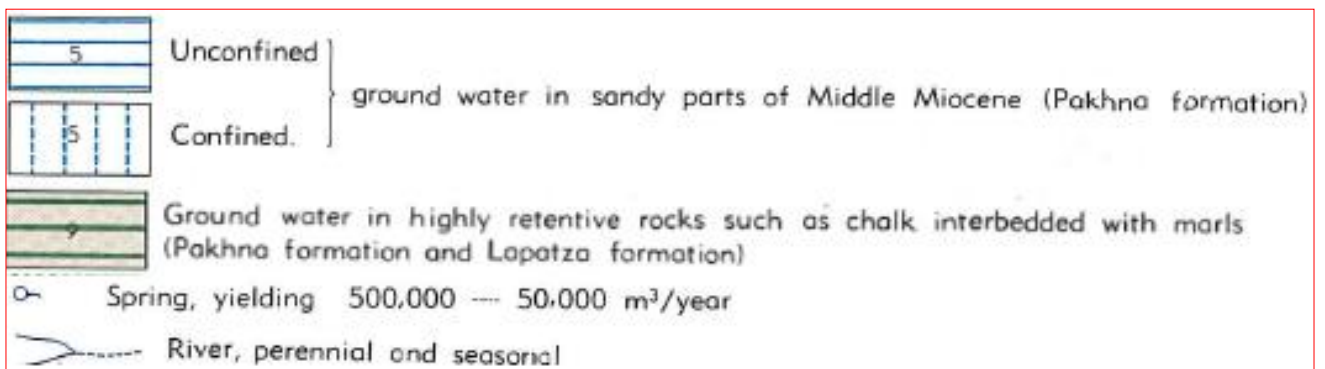 5 Unconfined
ground water in sandy parts of Middle Miocene (Pakhna formation)
5 Confined.
9 Ground water in highly retentive rocks such as chalk interbedded with marls
(Pakhna formation and Lapatza formation)
Spring, yielding 500.000 ---- 50.000 m³/year
River, perennial and seasonal